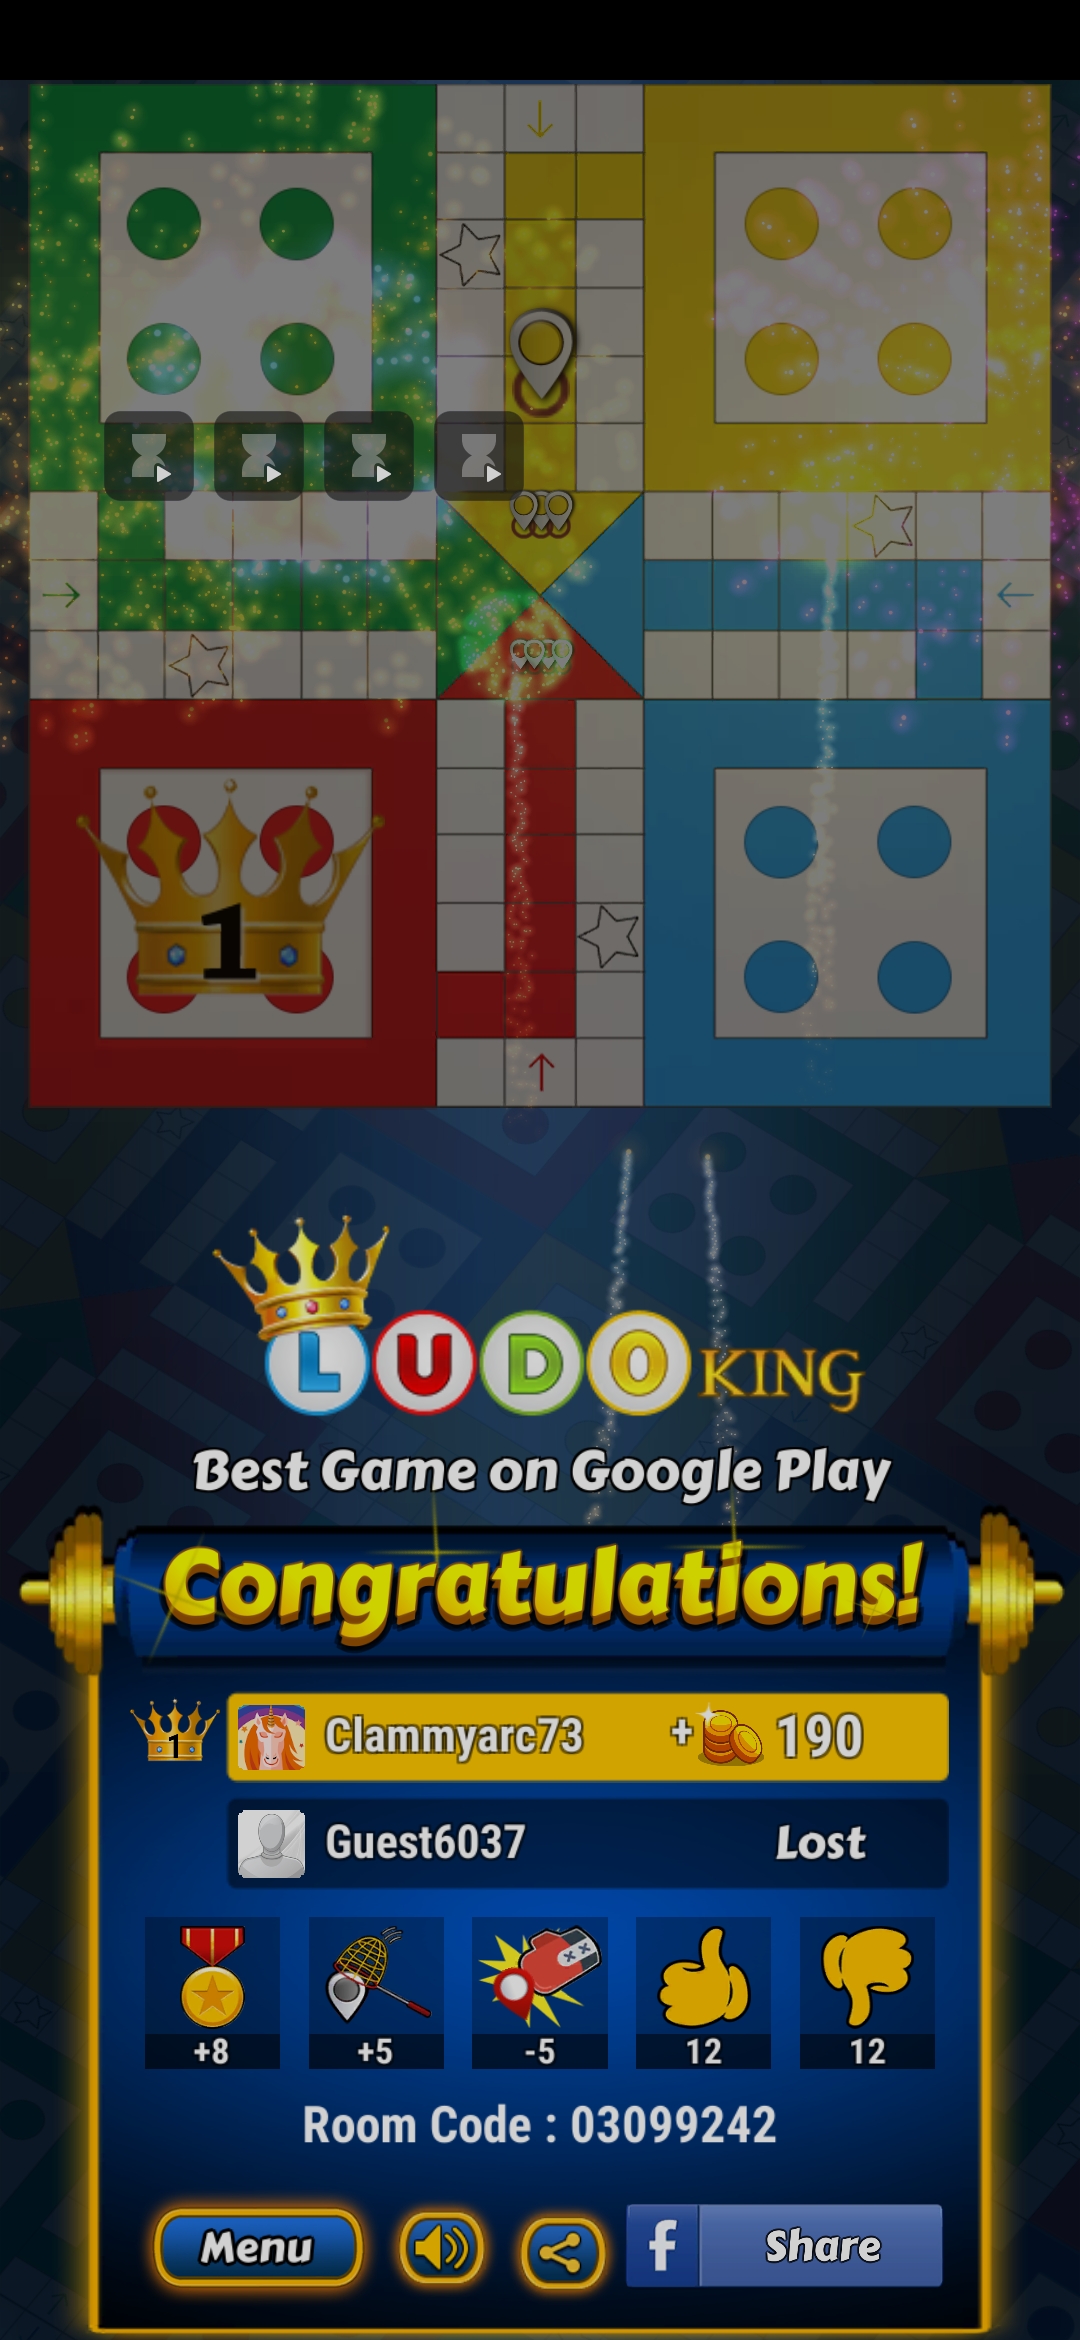 1
LUDO KING
Best Game on Google Play
Congratulations!
1 Clammyarc73 + 190
Guest6037 Lost
+8 +5 -5 12 12
Room Code : 03099242
Menu f Share